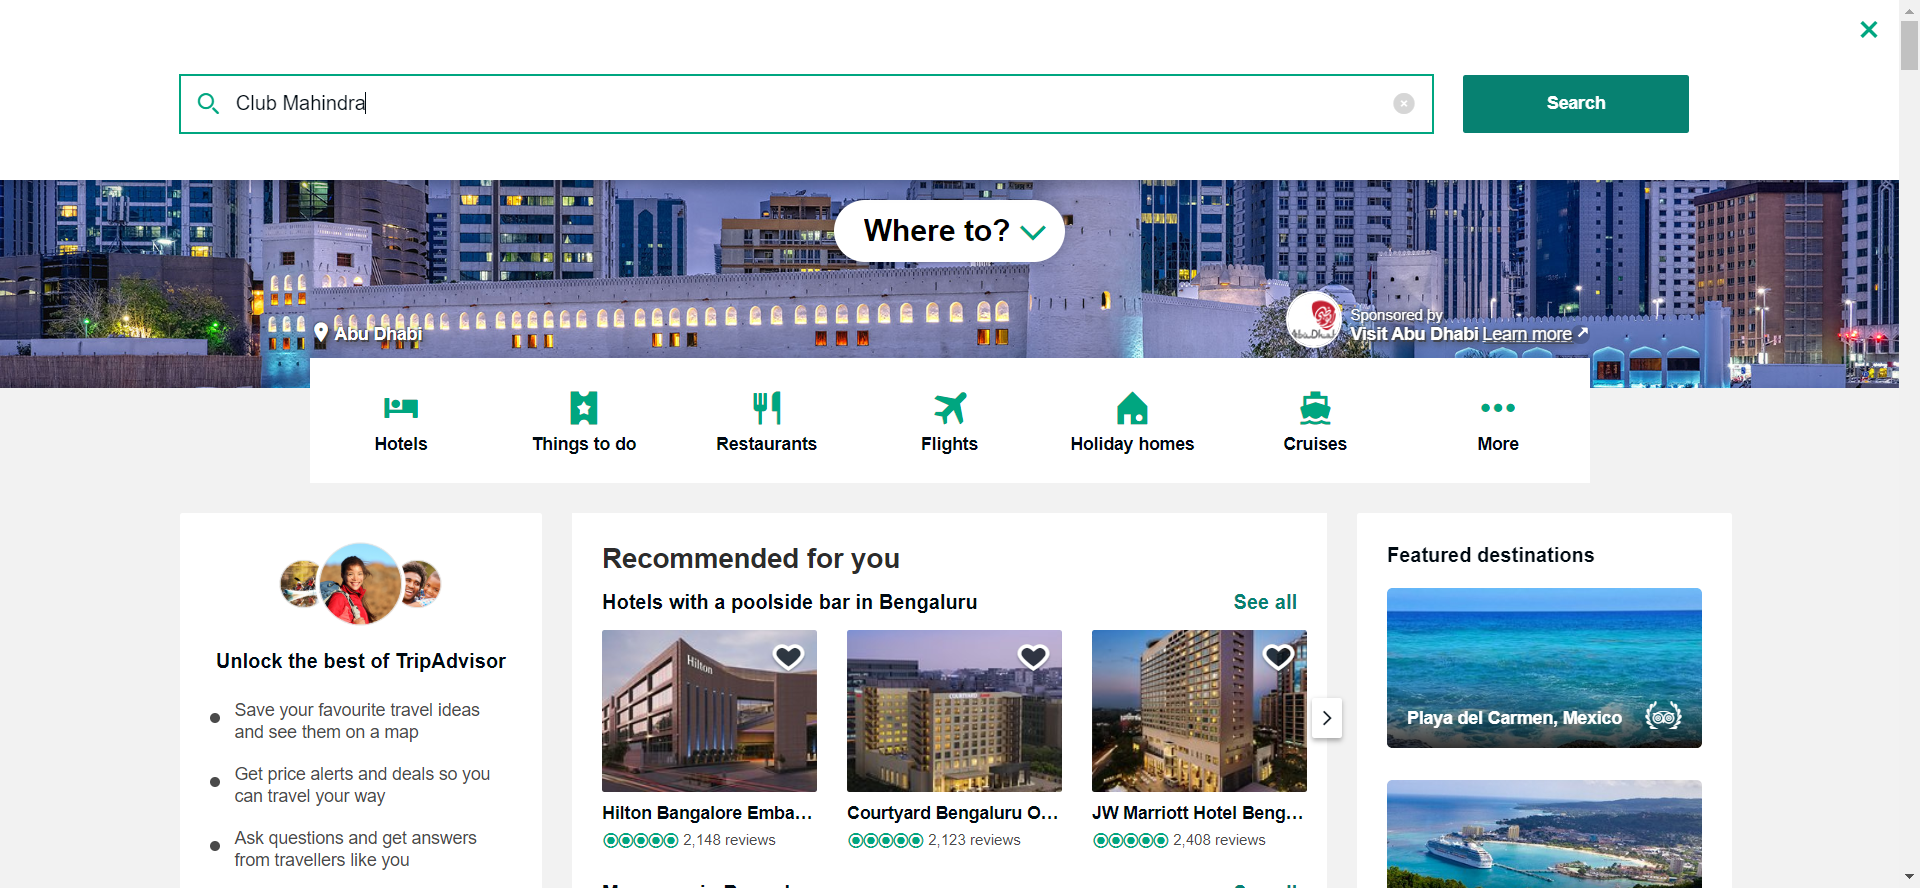 Club Mahindra
Search
Where to?
Abu Dhabi
Sponsored by
Visit Abu Dhabi Learn more
Hotels
Things to do
Restaurants
Flights
Holiday homes
Cruises
More
Unlock the best of TripAdvisor
Save your favourite travel ideas
and see them on a map
Get price alerts and deals so you
can travel your way
Ask questions and get answers
from travellers like you
Recommended for you
Hotels with a poolside bar in Bengaluru
See all
Hilton
COURTYARD
Hilton Bangalore Emba...
Courtyard Bengaluru O...
JW Marriott Hotel Beng...
2,148 reviews
2,123 reviews
2,408 reviews
Featured destinations
Playa del Carmen, Mexico